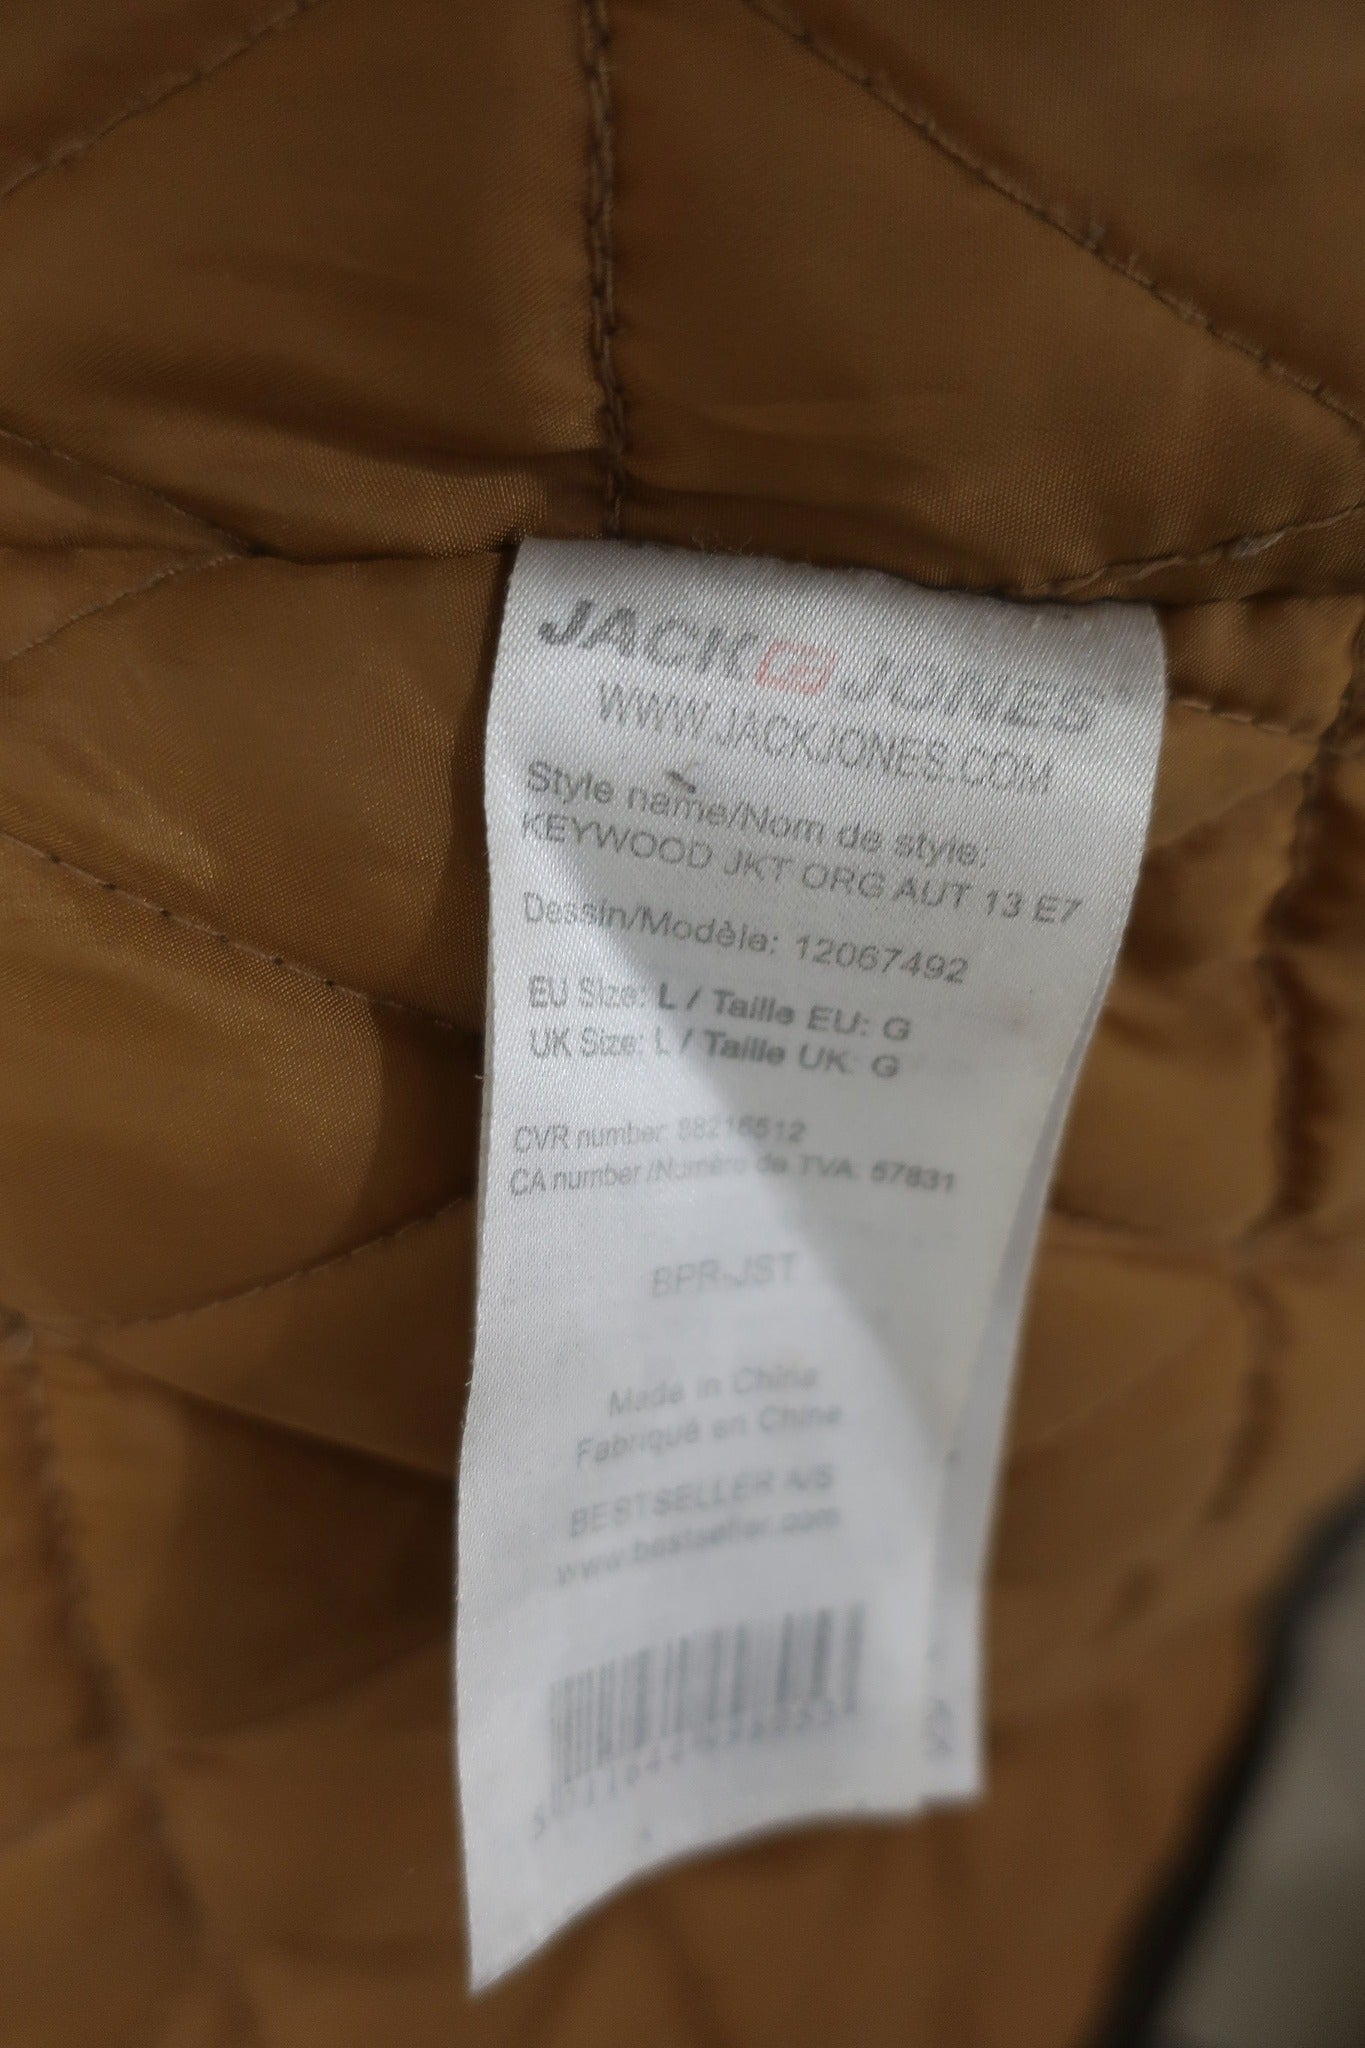 JACK & JONES
WWW.JACKJONES.COM
Style name/Nom de style:
KEYWOOD JKT ORG AUT 13 E7
Dessin/Modèle: 12067492
EU Size: L / Taille EU: G
UK Size: L / Taille UK: G
CVR number: 88216512
CA number/Numéro de TVA: 57831
BPR-JST
Made in China
Fabriqué en Chine
BESTSELLER A/S
www.bestseller.com